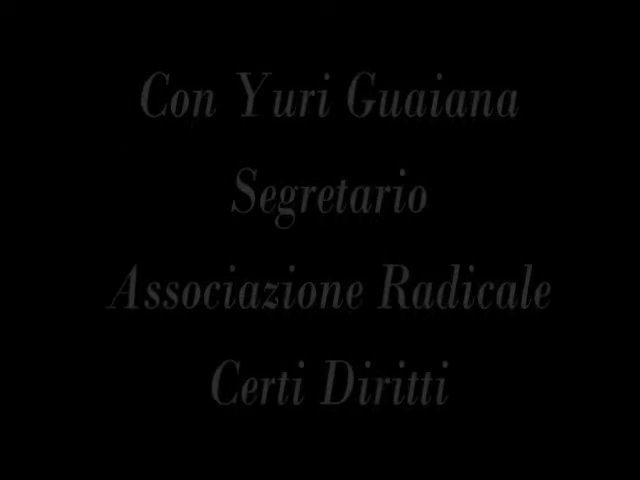 Con Yuri Guaiana
Segretario
Associazione Radicale
Certi Diritti